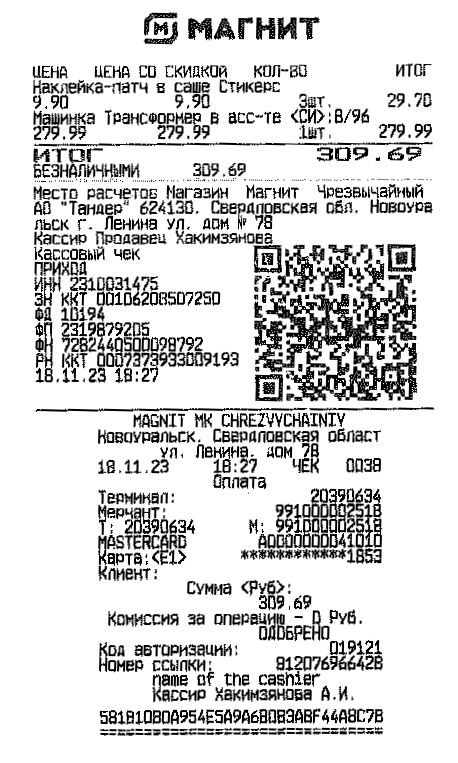 МАГНИТ
ЦЕНА ЦЕНА СО СКИДКОЙ КОЛ-ВО ИТОГ
Наклейка-патч в саше Стикерс
9.90 9.90 3шт. 29.70
Машинка Трансформер в асс-те <СИ>:8/96
279.99 279.99 1шт. 279.99
ИТОГ 309.69
БЕЗНАЛИЧНЫМИ 309.69
Место расчетов Магазин Магнит Чрезвычайный
АО "Тандер" 624130, Свердловская обл, Новоура
льск г, Ленина ул, дом № 78
Кассир Продавец Хакимзянова
Кассовый чек
ПРИХОД
ИНН 2310031475
ЗН ККТ 00106208507250
ФД 10194
ФП 2319879205
ФН 7282440500098792
РН ККТ 0007373933009193
18.11.23 18:27
MAGNIT MK CHREZVYCHAINIY
Новоуральск, Свердловская област
ул. Ленина, дом 78
18.11.23 18:27 ЧЕК 0038
Оплата
Терминал: 20390634
Мерчант: 991000002518
Т: 20390634 М: 991000002518
MASTERCARD A0000000041010
Карта:<E1> ************1853
Клиент:
Сумма <Руб>:
309.69
Комиссия за операцию - 0 Руб.
ОДОБРЕНО
Код авторизации: 019121
Номер ссылки: 812076966428
name of the cashier
Кассир Хакимзянова А.И.
581B10B0A954E5A9A6B0B3ABF44A8C7B
================================